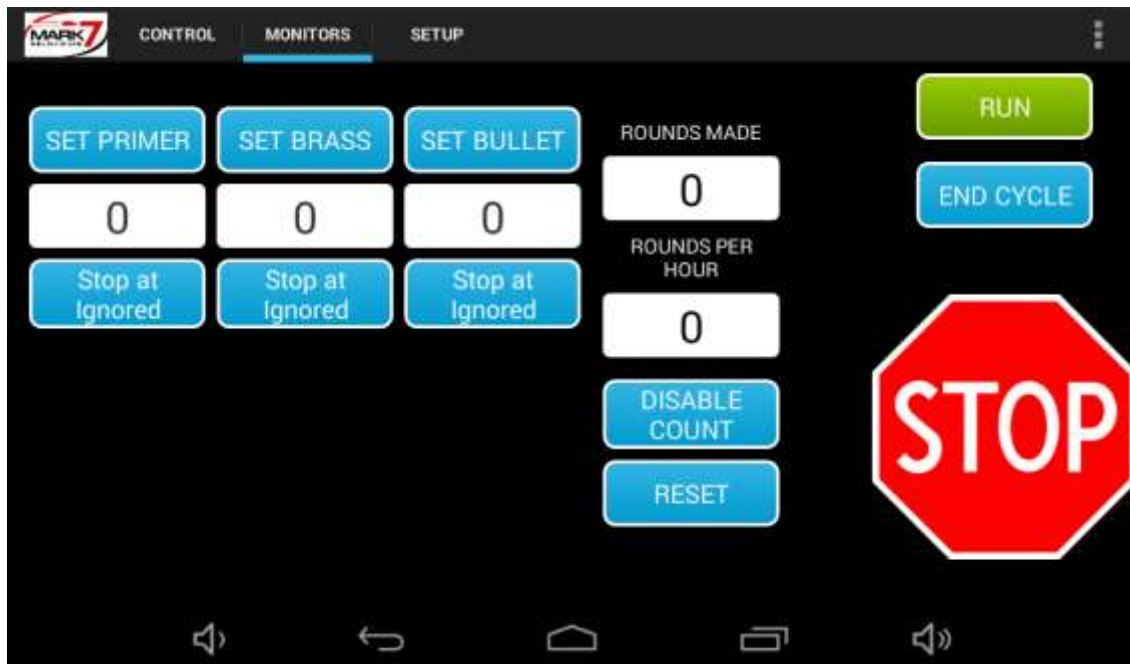 MARK 7
CONTROL
MONITORS
SETUP
SET PRIMER
SET BRASS
SET BULLET
0
0
0
Stop at
Ignored
Stop at
Ignored
Stop at
Ignored
ROUNDS MADE
0
ROUNDS PER
HOUR
0
DISABLE
COUNT
RESET
RUN
END CYCLE
STOP